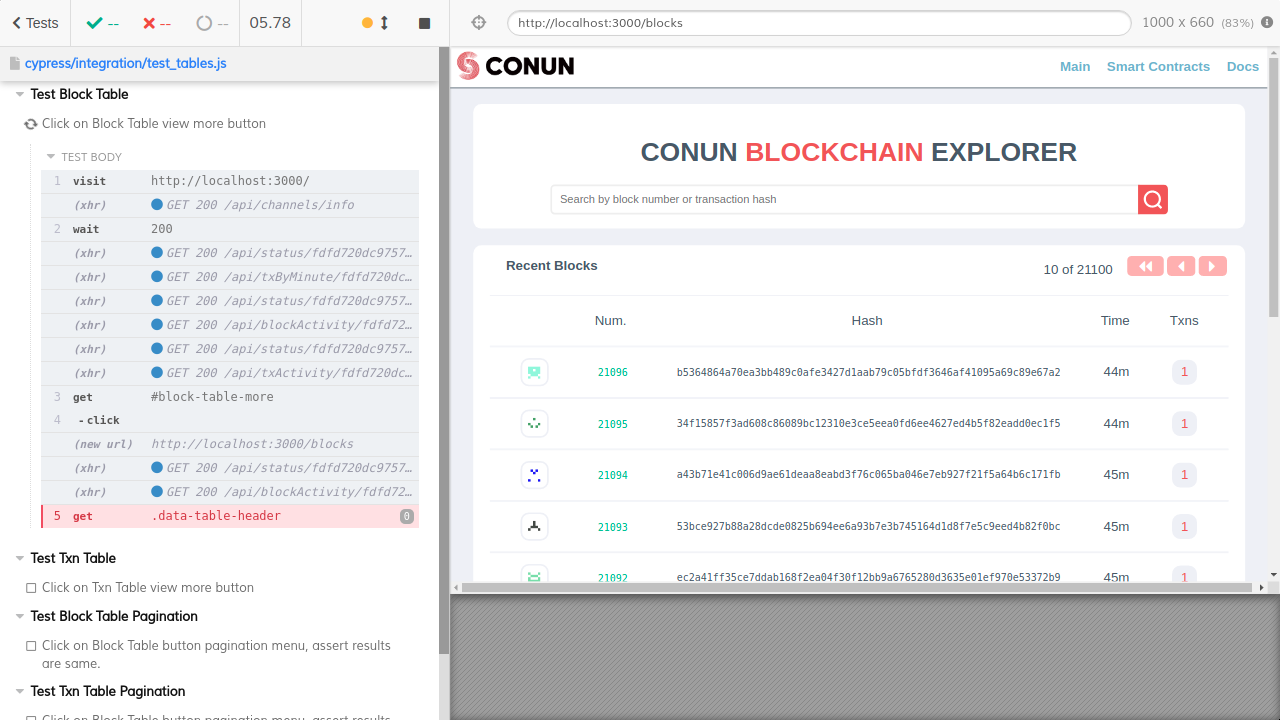 Tests
--
--
--
05.78
cypress/integration/test_tables.js
Test Block Table
Click on Block Table view more button
TEST BODY
1 visit http://localhost:3000/
(xhr) GET 200 /api/channels/info
2 wait 200
(xhr) GET 200 /api/status/fdfd720dc9757…
(xhr) GET 200 /api/txByMinute/fdfd720dc…
(xhr) GET 200 /api/status/fdfd720dc9757…
(xhr) GET 200 /api/blockActivity/fdfd72…
(xhr) GET 200 /api/status/fdfd720dc9757…
(xhr) GET 200 /api/txActivity/fdfd720dc…
3 get #block-table-more
4 -click
(new url) http://localhost:3000/blocks
(xhr) GET 200 /api/status/fdfd720dc9757…
(xhr) GET 200 /api/blockActivity/fdfd72…
5 get .data-table-header 0
Test Txn Table
Click on Txn Table view more button
Test Block Table Pagination
Click on Block Table button pagination menu, assert results
are same.
Test Txn Table Pagination
Click on Block Table button pagination menu, assert results
http://localhost:3000/blocks
1000 x 660 (83%)
CONUN
Main Smart Contracts Docs
CONUN BLOCKCHAIN EXPLORER
Search by block number or transaction hash
Recent Blocks
10 of 21100
Num. Hash Time Txns
21096 b5364864a70ea3bb489c0afe3427d1aab79c05bfdf3646af41095a69c89e67a2 44m 1
21095 34f15857f3ad608c86089bc12310e3ce5eea0fd6ee4627ed4b5f82eadd0ec1f5 44m 1
21094 a43b71e41c006d9ae61deaa8eabd3f76c065ba046e7eb927f21f5a64b6c171fb 45m 1
21093 53bce927b88a28dcde0825b694ee6a93b7e3b745164d1d8f7e5c9eed4b82f0bc 45m 1
21092 ec2a41ff35ce7ddab168f2ea04f30f12bb9a6765280d3635e01ef970e53372b9 45m 1